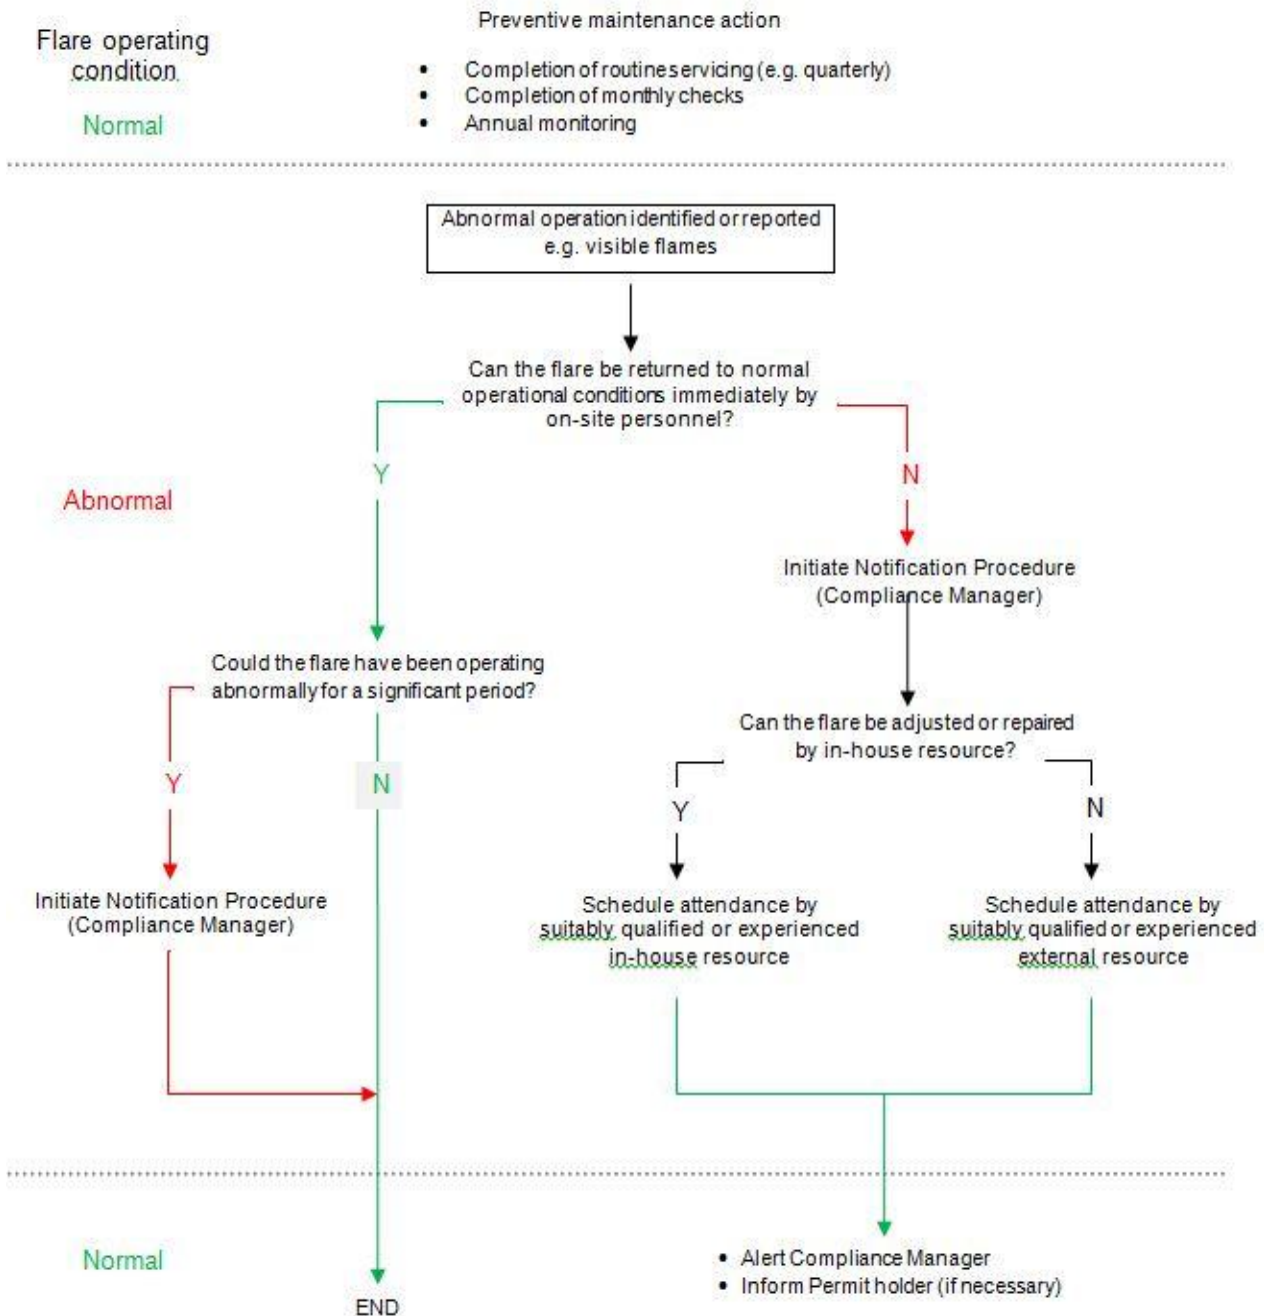 Preventive maintenance action
Flare operating
condition
Normal
• Completion of routine servicing (e.g. quarterly)
• Completion of monthly checks
• Annual monitoring
Abnormal operation identified or reported
e.g. visible flames
Can the flare be returned to normal
operational conditions immediately by
on-site personnel?
Y
N
Abnormal
Initiate Notification Procedure
(Compliance Manager)
Could the flare have been operating
abnormally for a significant period?
Can the flare be adjusted or repaired
by in-house resource?
Y
N
Y
N
Initiate Notification Procedure
(Compliance Manager)
Schedule attendance by
suitably qualified or experienced
in-house resource
Schedule attendance by
suitably qualified or experienced
external resource
Normal
• Alert Compliance Manager
• Inform Permit holder (if necessary)
END